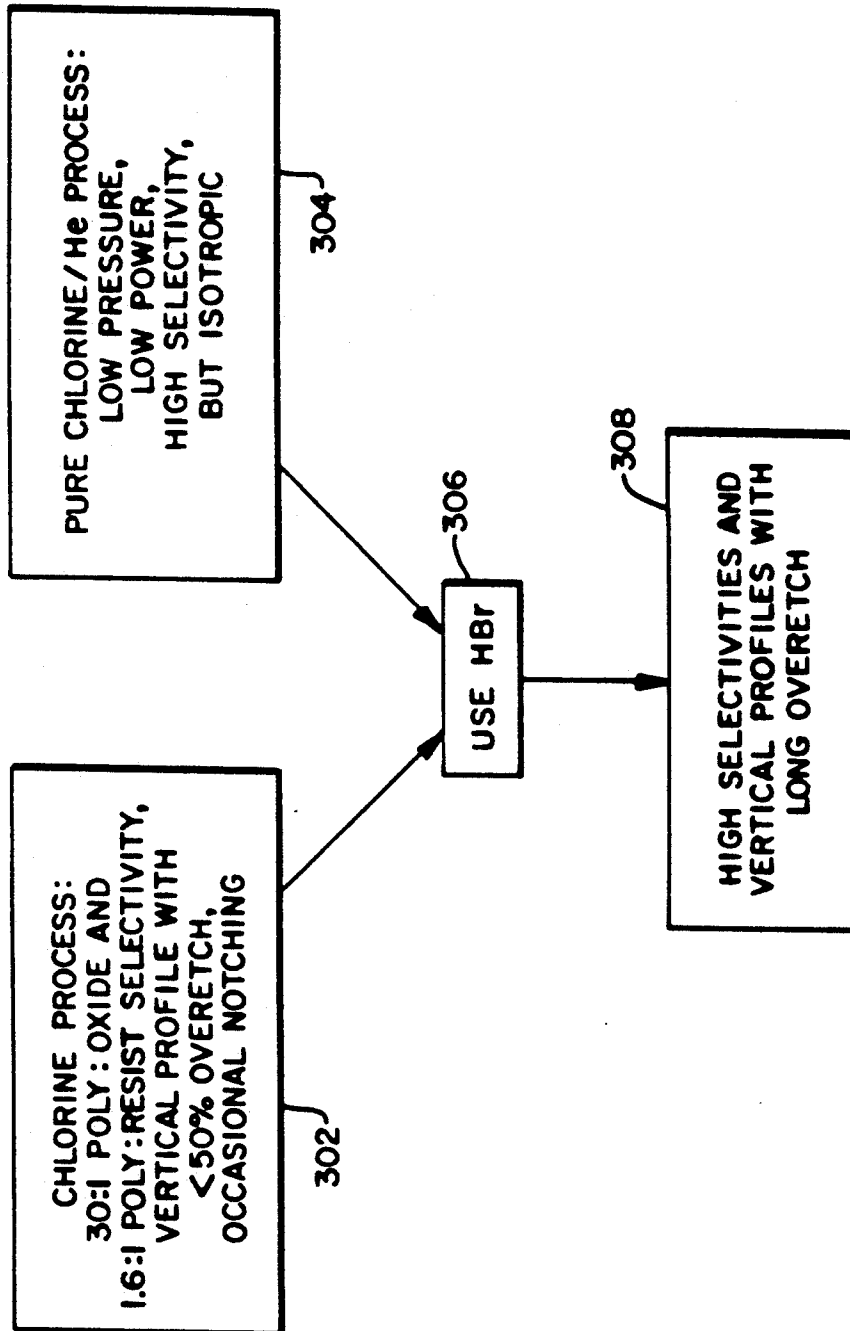 CHLORINE PROCESS:
30:1 POLY:OXIDE AND
1.6:1 POLY:RESIST SELECTIVITY,
VERTICAL PROFILE WITH
<50% OVERETCH,
OCCASIONAL NOTCHING
302
PURE CHLORINE/He PROCESS:
LOW PRESSURE,
LOW POWER,
HIGH SELECTIVITY,
BUT ISOTROPIC
304
USE HBr
306
308
HIGH SELECTIVITIES AND
VERTICAL PROFILES WITH
LONG OVERETCH